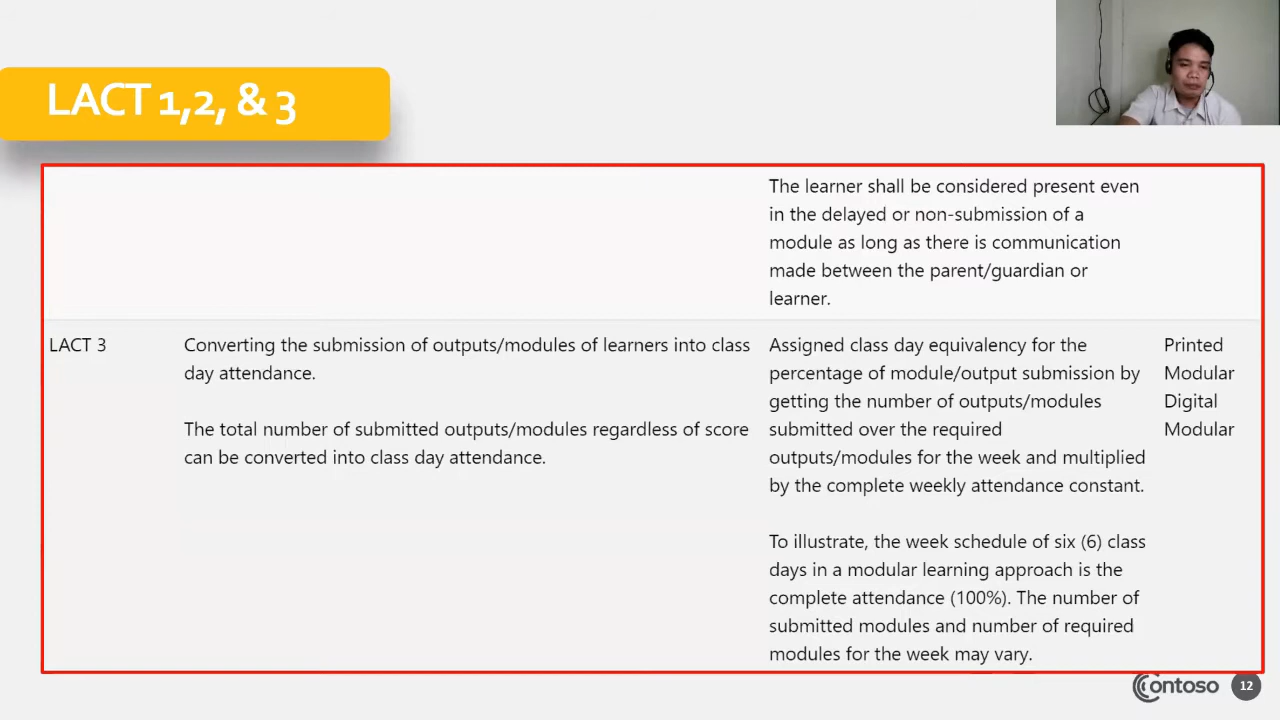 LACT 1,2, & 3
The learner shall be considered present even
in the delayed or non-submission of a
module as long as there is communication
made between the parent/guardian or
learner.
LACT 3
Converting the submission of outputs/modules of learners into class
day attendance.
The total number of submitted outputs/modules regardless of score
can be converted into class day attendance.
Assigned class day equivalency for the
percentage of module/output submission by
getting the number of outputs/modules
submitted over the required
outputs/modules for the week and multiplied
by the complete weekly attendance constant.
To illustrate, the week schedule of six (6) class
days in a modular learning approach is the
complete attendance (100%). The number of
submitted modules and number of required
modules for the week may vary.
Printed
Modular
Digital
Modular
Contoso
12